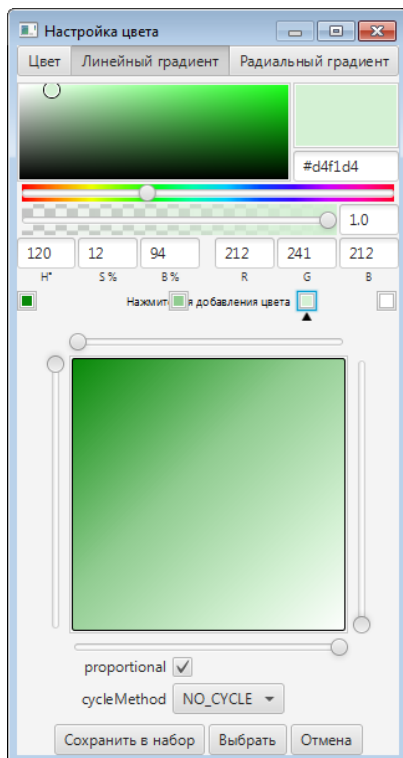 Настройка цвета
Цвет Линейный градиент Радиальный градиент
#d4f1d4
1.0
120 12 94 212 241 212
H° S % B % R G B
Нажмит я добавления цвета
proportional
cycleMethod NO_CYCLE
Сохранить в набор Выбрать Отмена